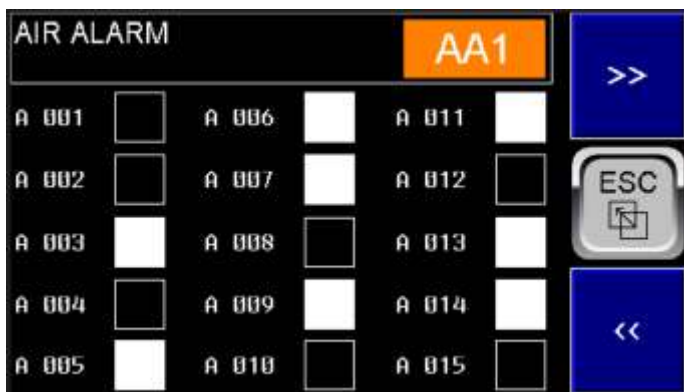 AIR ALARM AA1
>>
A 001 A 006 A 011
A 002 A 007 A 012
ESC
A 003 A 008 A 013
A 004 A 009 A 014
<<
A 005 A 010 A 015